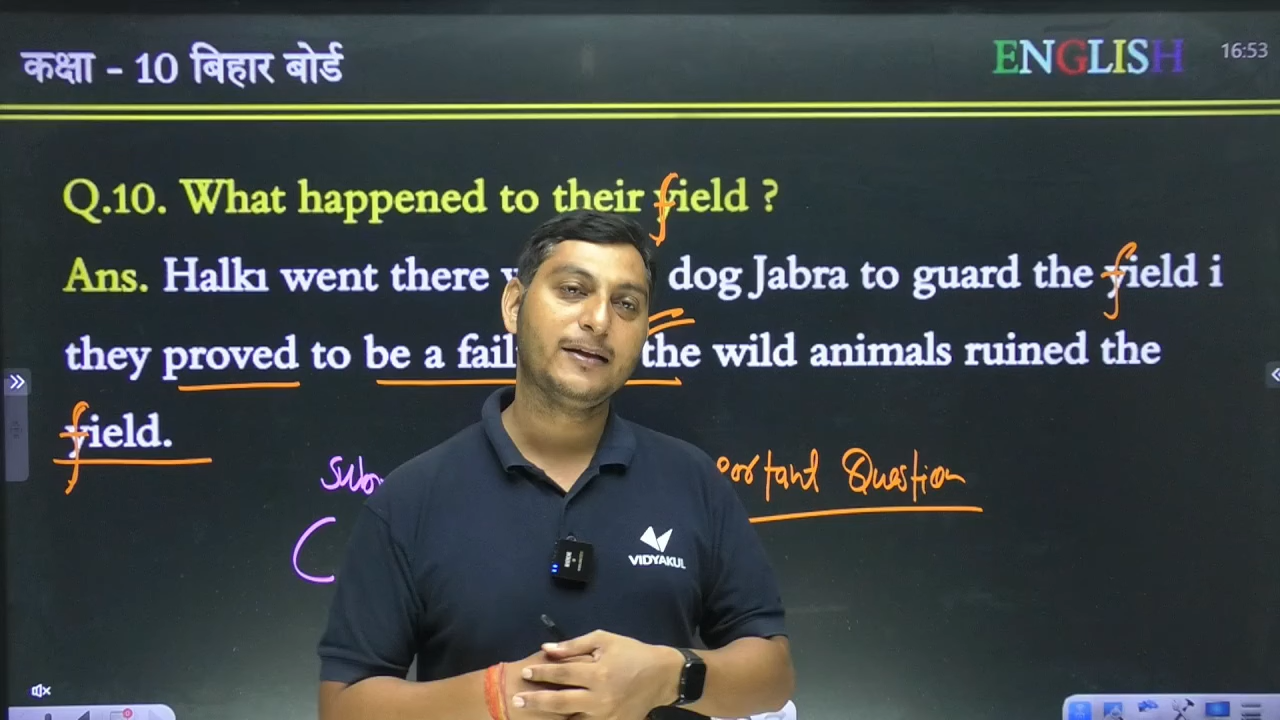 कक्षा - 10 बिहार बोर्ड
ENGLISH
16:53
Q.10. What happened to their field ?
Ans. Halkı went there dog Jabra to guard the field i
they proved to be a fail the wild animals ruined the
field.
Question
VIDYAKUL